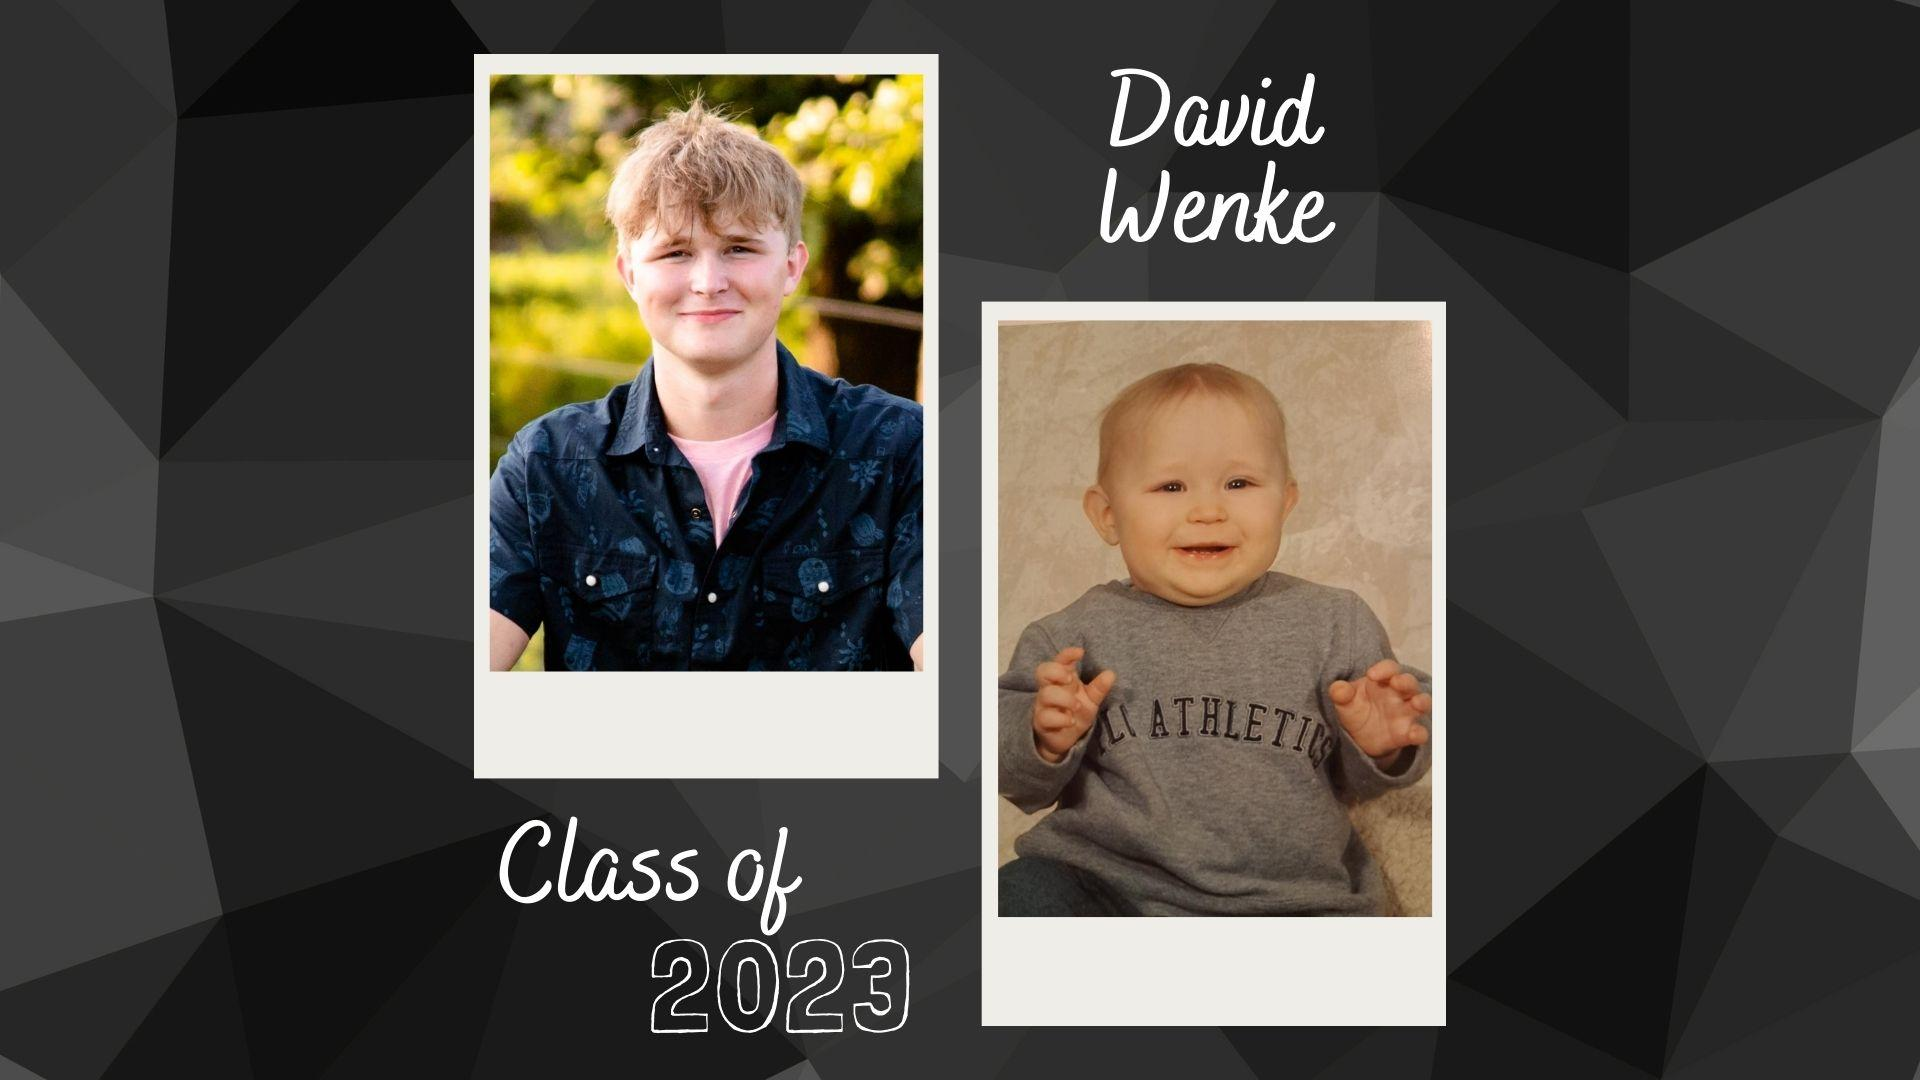 David
Wenke
ATHLETICS
Class of
2023